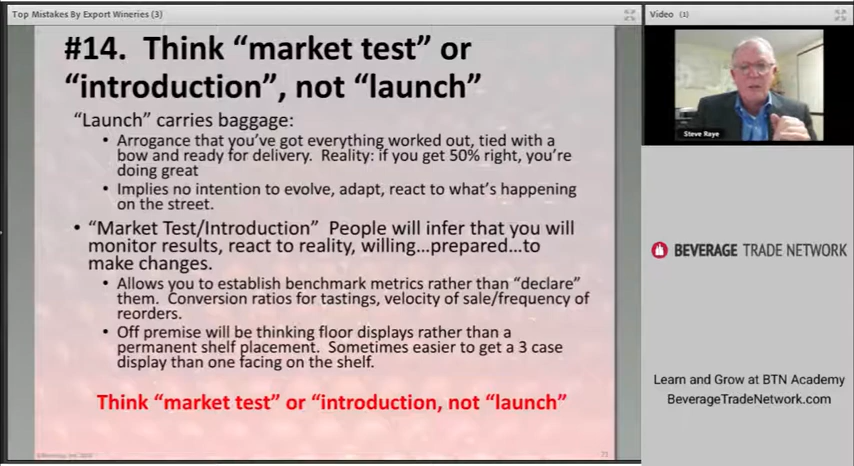 Top Mistakes By Export Wineries (3)
Video (1)
#14. Think “market test” or
“introduction”, not “launch”
“Launch” carries baggage:
• Arrogance that you’ve got everything worked out, tied with a
bow and ready for delivery. Reality: if you get 50% right, you’re
doing great
• Implies no intention to evolve, adapt, react to what’s happening
on the street.
• “Market Test/Introduction” People will infer that you will
monitor results, react to reality, willing…prepared…to
make changes.
• Allows you to establish benchmark metrics rather than “declare”
them. Conversion ratios for tastings, velocity of sale/frequency of
reorders.
• Off premise will be thinking floor displays rather than a
permanent shelf placement. Sometimes easier to get a 3 case
display than one facing on the shelf.
Think “market test” or “introduction, not “launch”
Steve Raye
BEVERAGE TRADE NETWORK
Learn and Grow at BTN Academy
BeverageTradeNetwork.com